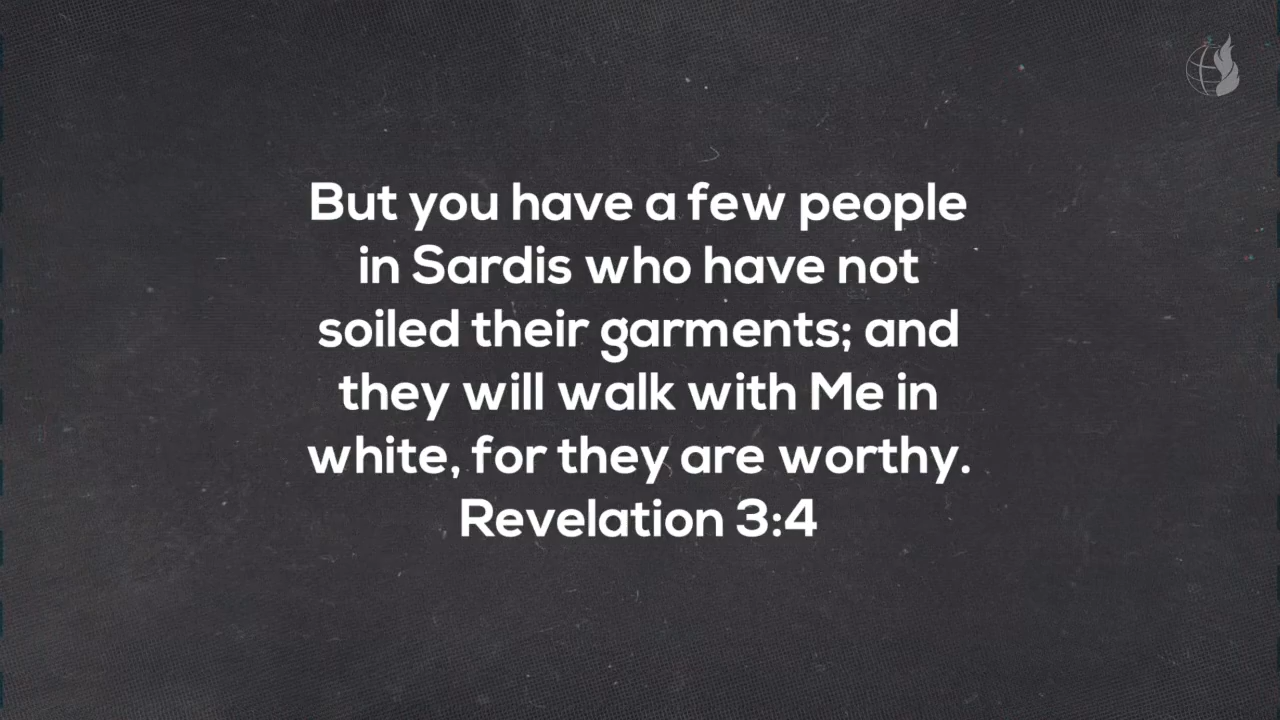 But you have a few people
in Sardis who have not
soiled their garments; and
they will walk with Me in
white, for they are worthy.
Revelation 3:4